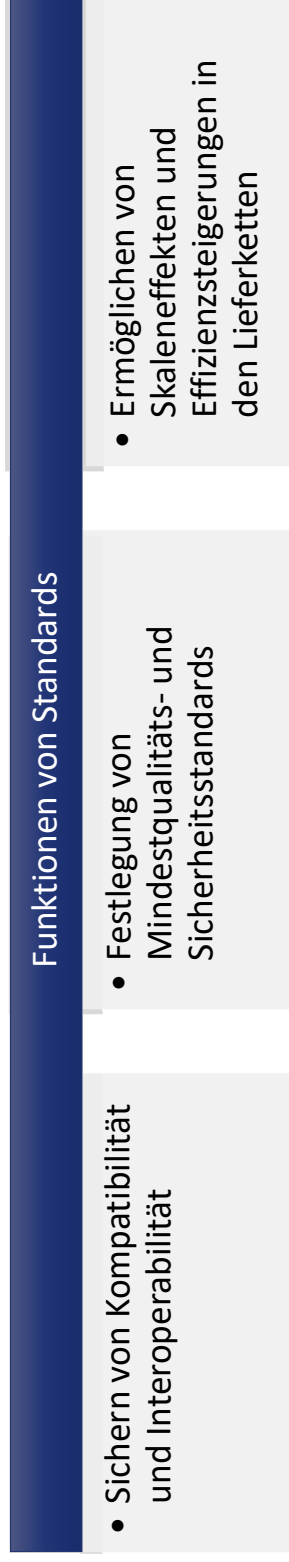 Funktionen von Standards
• Sichern von Kompatibilität
und Interoperabilität
• Festlegung von
Mindestqualitäts- und
Sicherheitsstandards
• Ermöglichen von
Skaleneffekten und
Effizienzsteigerungen in
den Lieferketten